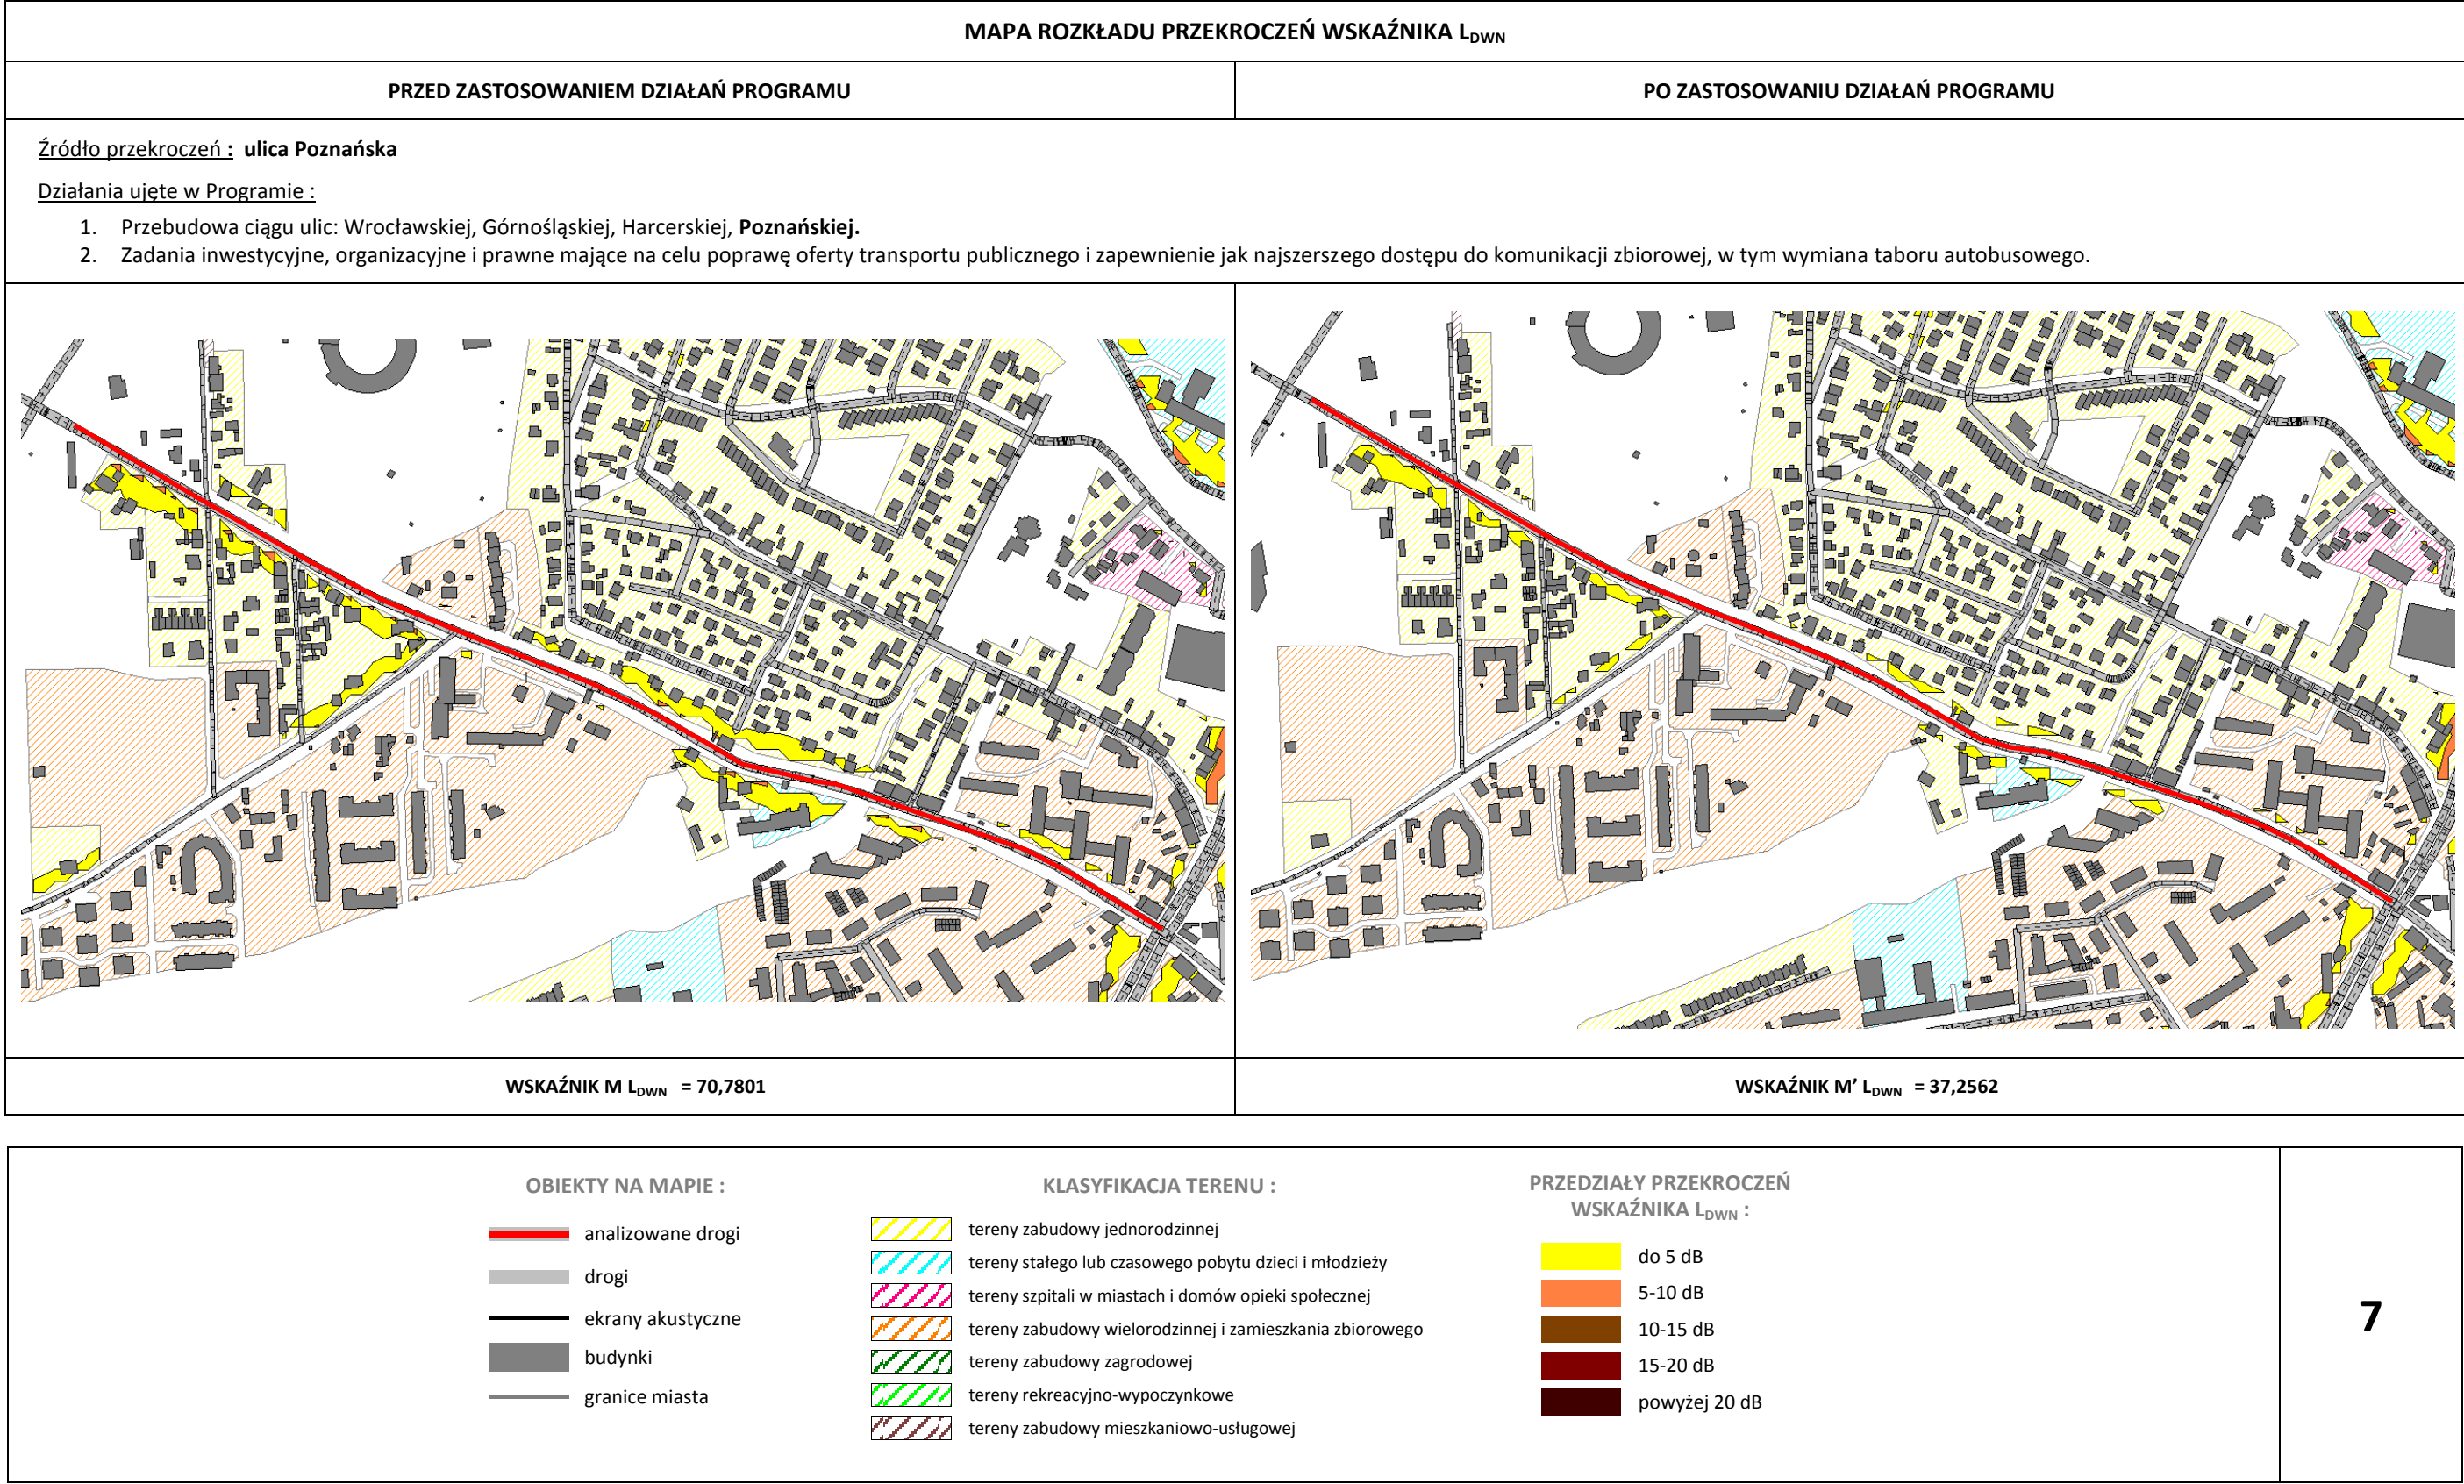 MAPA ROZKŁADU PRZEKROCZEŃ WSKAŹNIKA LDWN
PRZED ZASTOSOWANIEM DZIAŁAŃ PROGRAMU
PO ZASTOSOWANIU DZIAŁAŃ PROGRAMU
Źródło przekroczeń : ulica Poznańska
Działania ujęte w Programie :
1. Przebudowa ciągu ulic: Wrocławskiej, Górnośląskiej, Harcerskiej, Poznańskiej.
2. Zadania inwestycyjne, organizacyjne i prawne mające na celu poprawę oferty transportu publicznego i zapewnienie jak najszerszego dostępu do komunikacji zbiorowej, w tym wymiana taboru autobusowego.
WSKAŹNIK M LDWN = 70,7801
WSKAŹNIK M’ LDWN = 37,2562
OBIEKTY NA MAPIE :
analizowane drogi
drogi
ekrany akustyczne
budynki
granice miasta
KLASYFIKACJA TERENU :
tereny zabudowy jednorodzinnej
tereny stałego lub czasowego pobytu dzieci i młodzieży
tereny szpitali w miastach i domów opieki społecznej
tereny zabudowy wielorodzinnej i zamieszkania zbiorowego
tereny zabudowy zagrodowej
tereny rekreacyjno-wypoczynkowe
tereny zabudowy mieszkaniowo-usługowej
PRZEDZIAŁY PRZEKROCZEŃ
WSKAŹNIKA LDWN :
do 5 dB
5-10 dB
10-15 dB
15-20 dB
powyżej 20 dB
7